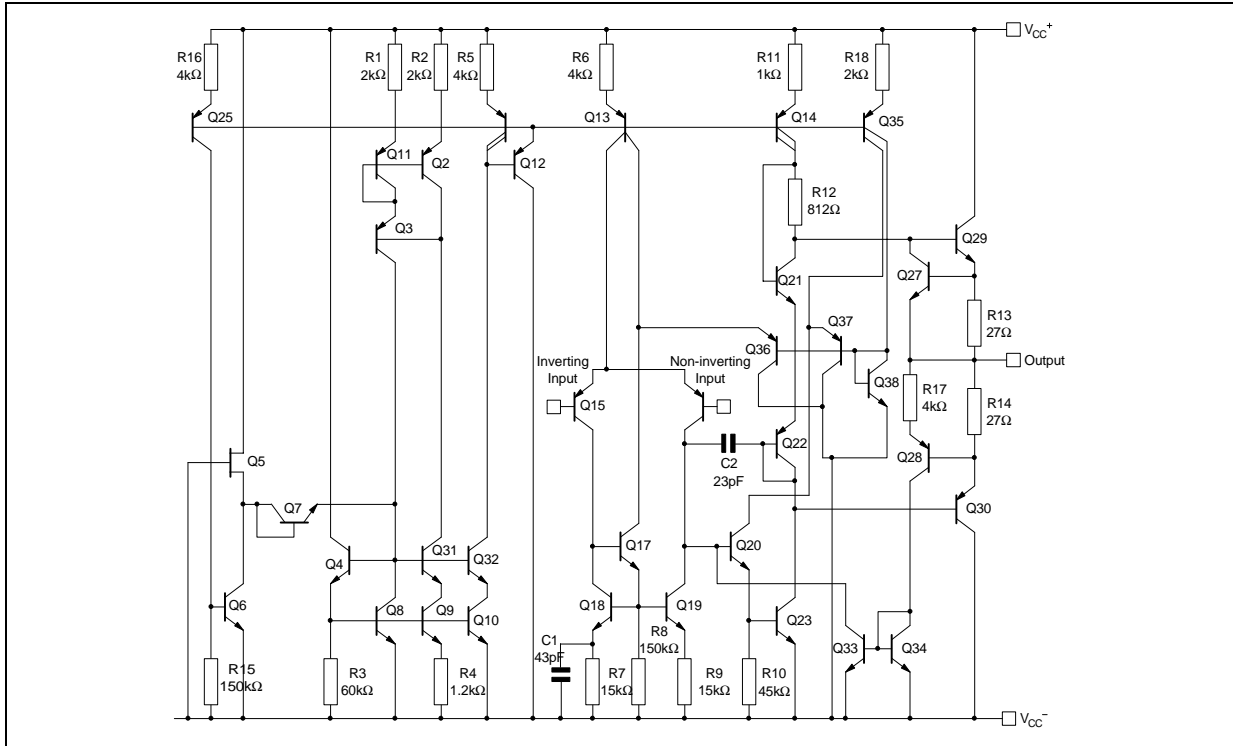 VCC+
R16
4kΩ
R1
2kΩ
R2
2kΩ
R5
4kΩ
R6
4kΩ
R11
1kΩ
R18
2kΩ
Q25
Q11
Q2
Q12
Q13
Q14
Q35
Q3
R12
812Ω
Q29
Q27
Q21
R13
27Ω
Q37
Q36
Inverting
Input
Non-inverting
Input
Output
Q38
R17
4kΩ
R14
27Ω
Q15
Q22
Q5
C2
23pF
Q28
Q7
Q30
Q31
Q32
Q17
Q20
Q4
Q6
Q8
Q9
Q10
Q18
Q19
Q23
C1
43pF
R8
150kΩ
Q33
Q34
R15
150kΩ
R3
60kΩ
R4
1.2kΩ
R7
15kΩ
R9
15kΩ
R10
45kΩ
VCC−